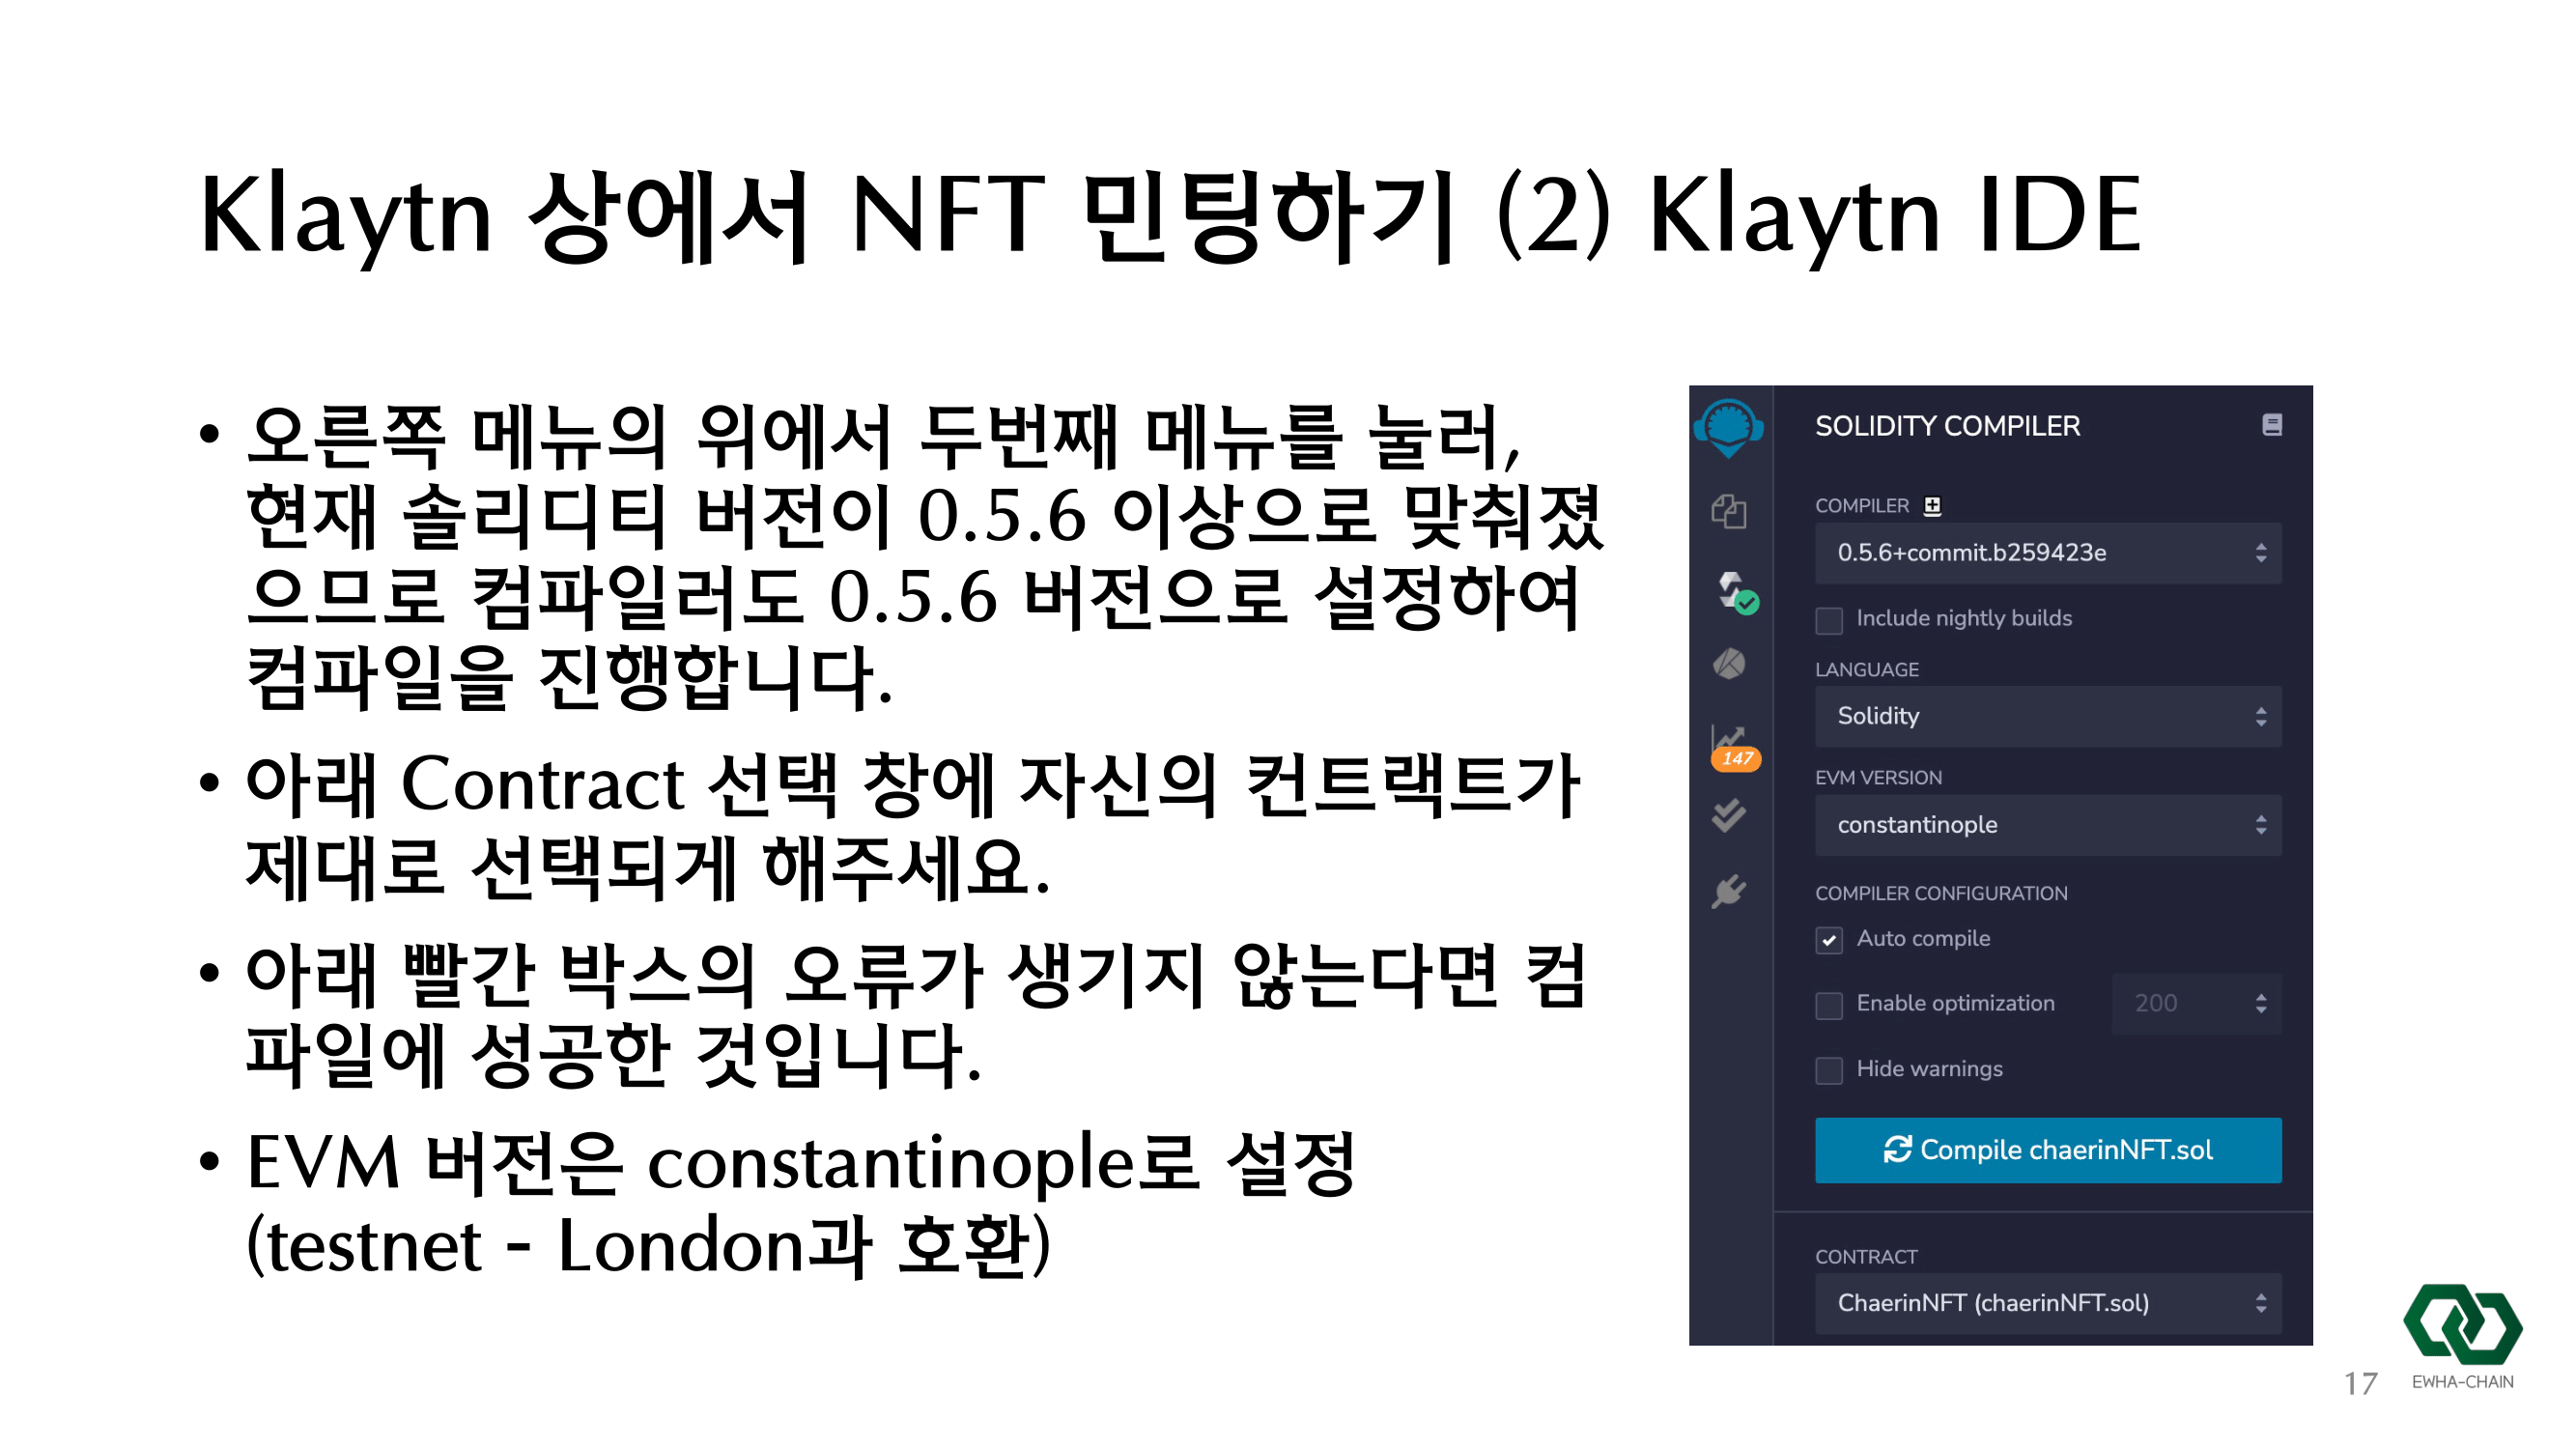 Klaytn 상에서 NFT 민팅하기 (2) Klaytn IDE
• 오른쪽 메뉴의 위에서 두번째 메뉴를 눌러,
현재 솔리디티 버전이 0.5.6 이상으로 맞춰졌
으므로 컴파일러도 0.5.6 버전으로 설정하여
컴파일을 진행합니다.
• 아래 Contract 선택 창에 자신의 컨트랙트가
제대로 선택되게 해주세요.
• 아래 빨간 박스의 오류가 생기지 않는다면 컴
파일에 성공한 것입니다.
• EVM 버전은 constantinople로 설정
(testnet - London과 호환)
SOLIDITY COMPILER
COMPILER
0.5.6+commit.b259423e
Include nightly builds
LANGUAGE
Solidity
147
EVM VERSION
constantinople
COMPILER CONFIGURATION
Auto compile
Enable optimization 200
Hide warnings
Compile chaerinNFT.sol
CONTRACT
ChaerinNFT (chaerinNFT.sol)
17
EWHA-CHAIN